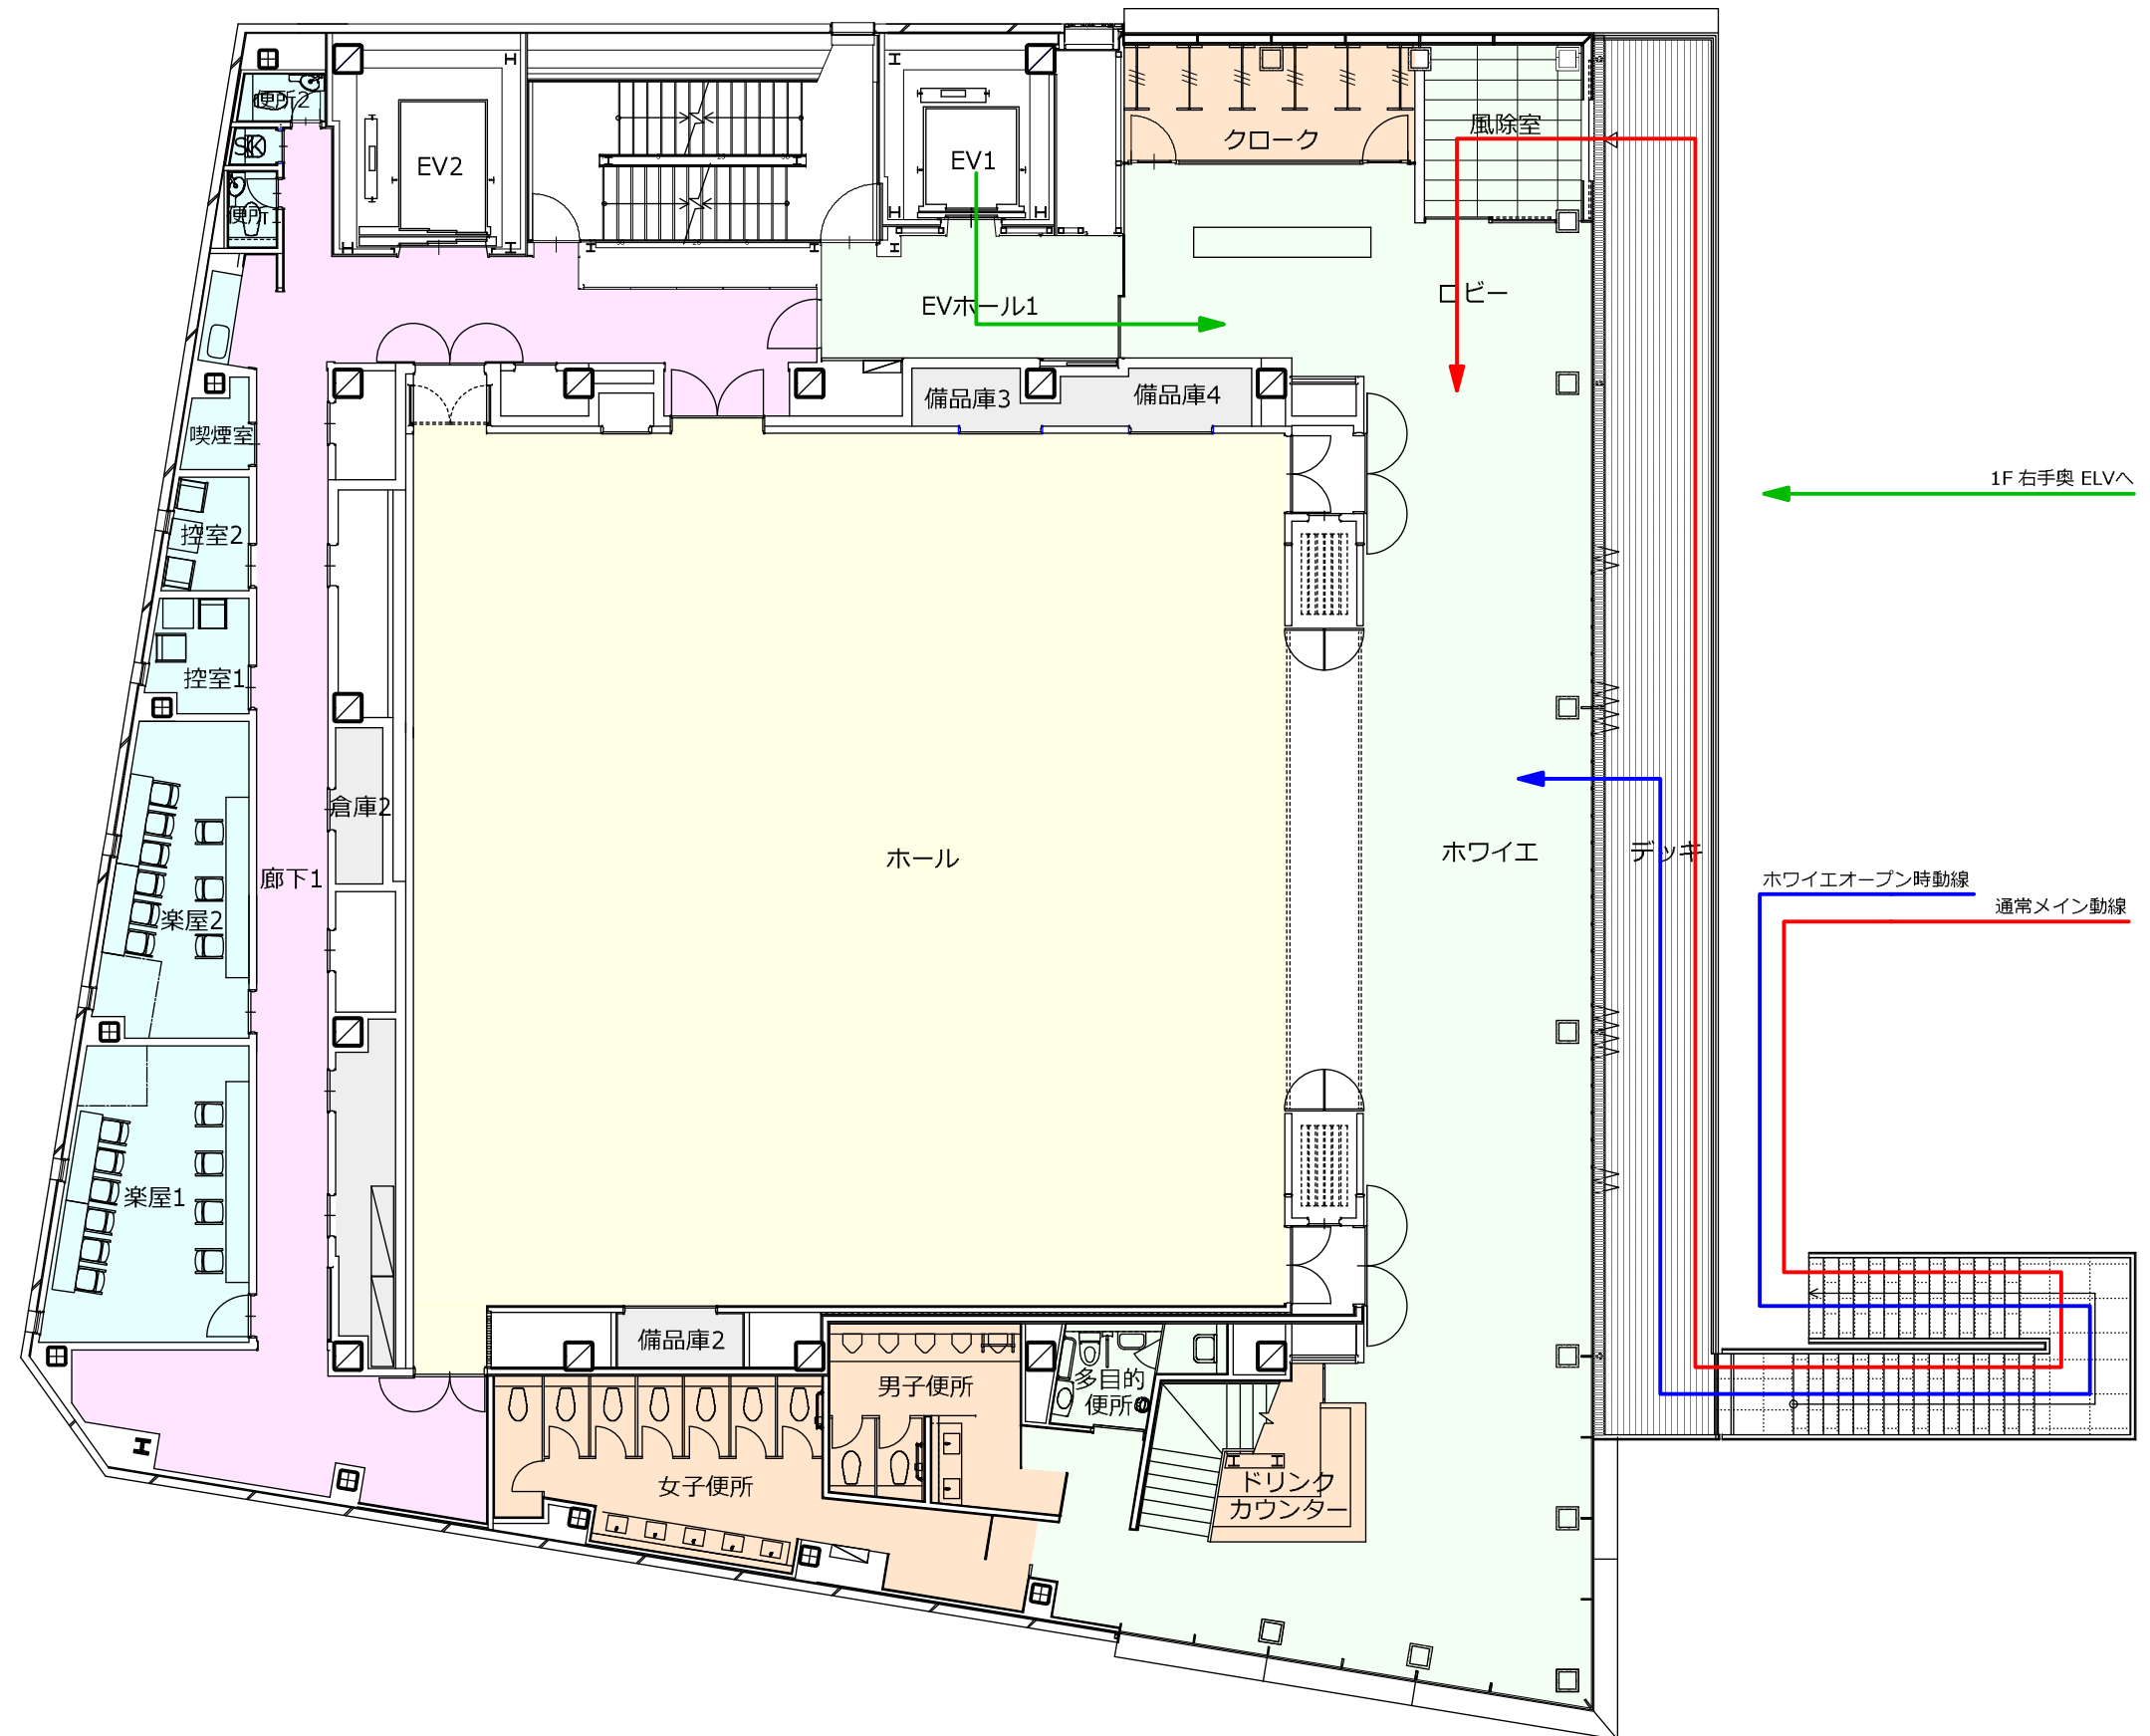 便所2
SK
便所
EV2
EV1
クローク
風除室
EVホール1
ロビー
備品庫3
備品庫4
喫煙室
1F 右手奥 ELVへ
控室2
控室1
倉庫2
ホール
ホワイエ
デッキ
廊下1
ホワイエオープン時動線
楽屋2
通常メイン動線
楽屋1
備品庫2
男子便所
多目的
便所
女子便所
ドリンク
カウンター